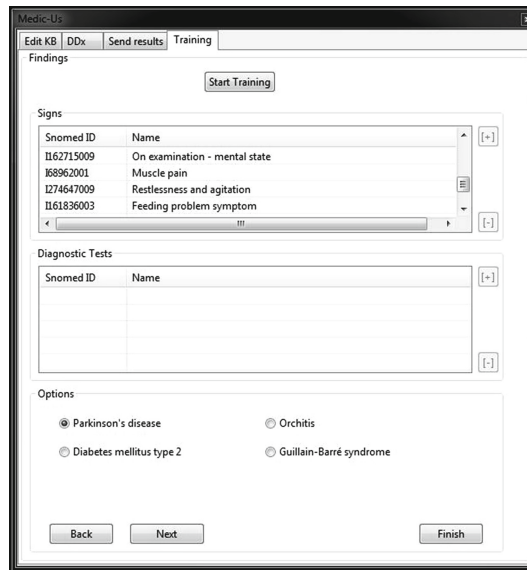 Medic-Us
Edit KB DDx Send results Training
Findings
Start Training
Signs
Snomed ID Name
[+]
I162715009 On examination - mental state
I68962001 Muscle pain
I274647009 Restlessness and agitation
I161836003 Feeding problem symptom
[-]
Diagnostic Tests
Snomed ID Name
[+]
[-]
Options
Parkinson's disease Orchitis
Diabetes mellitus type 2 Guillain-Barré syndrome
Back Next Finish